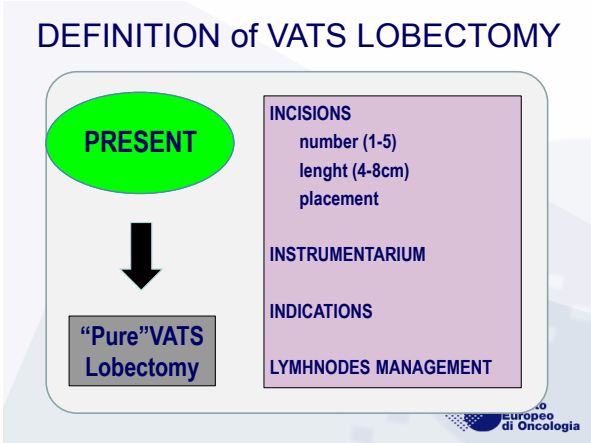 DEFINITION of VATS LOBECTOMY
PRESENT
“Pure”VATS
Lobectomy
INCISIONS
number (1-5)
lenght (4-8cm)
placement
INSTRUMENTARIUM
INDICATIONS
LYMHNODES MANAGEMENT
Europeo
di Oncologia